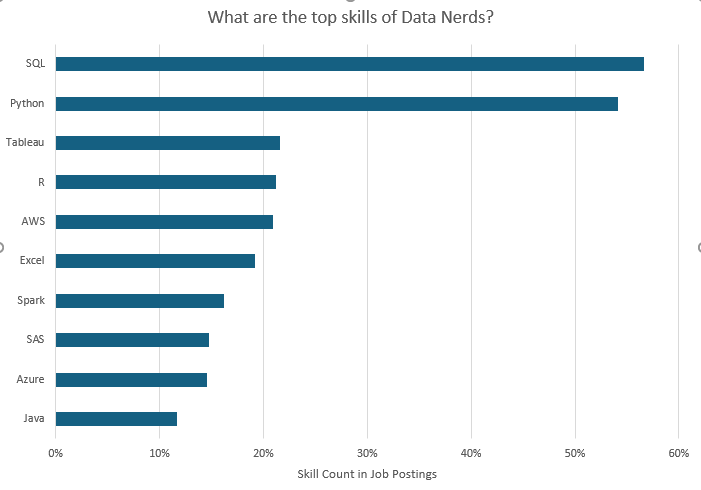 What are the top skills of Data Nerds?
SQL
Python
Tableau
R
AWS
Excel
Spark
SAS
Azure
Java
0% 10% 20% 30% 40% 50% 60%
Skill Count in Job Postings